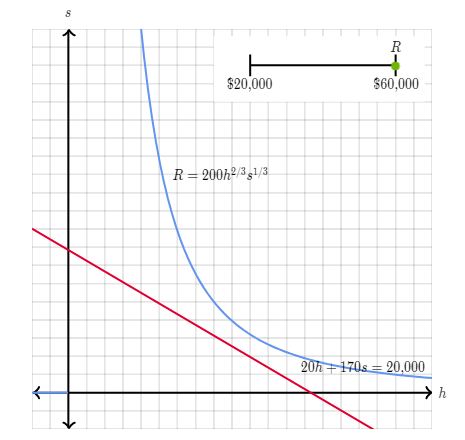 s
R
$20,000
$60,000
R = 200h^{2/3}s^{1/3}
20h + 170s = 20,000
h